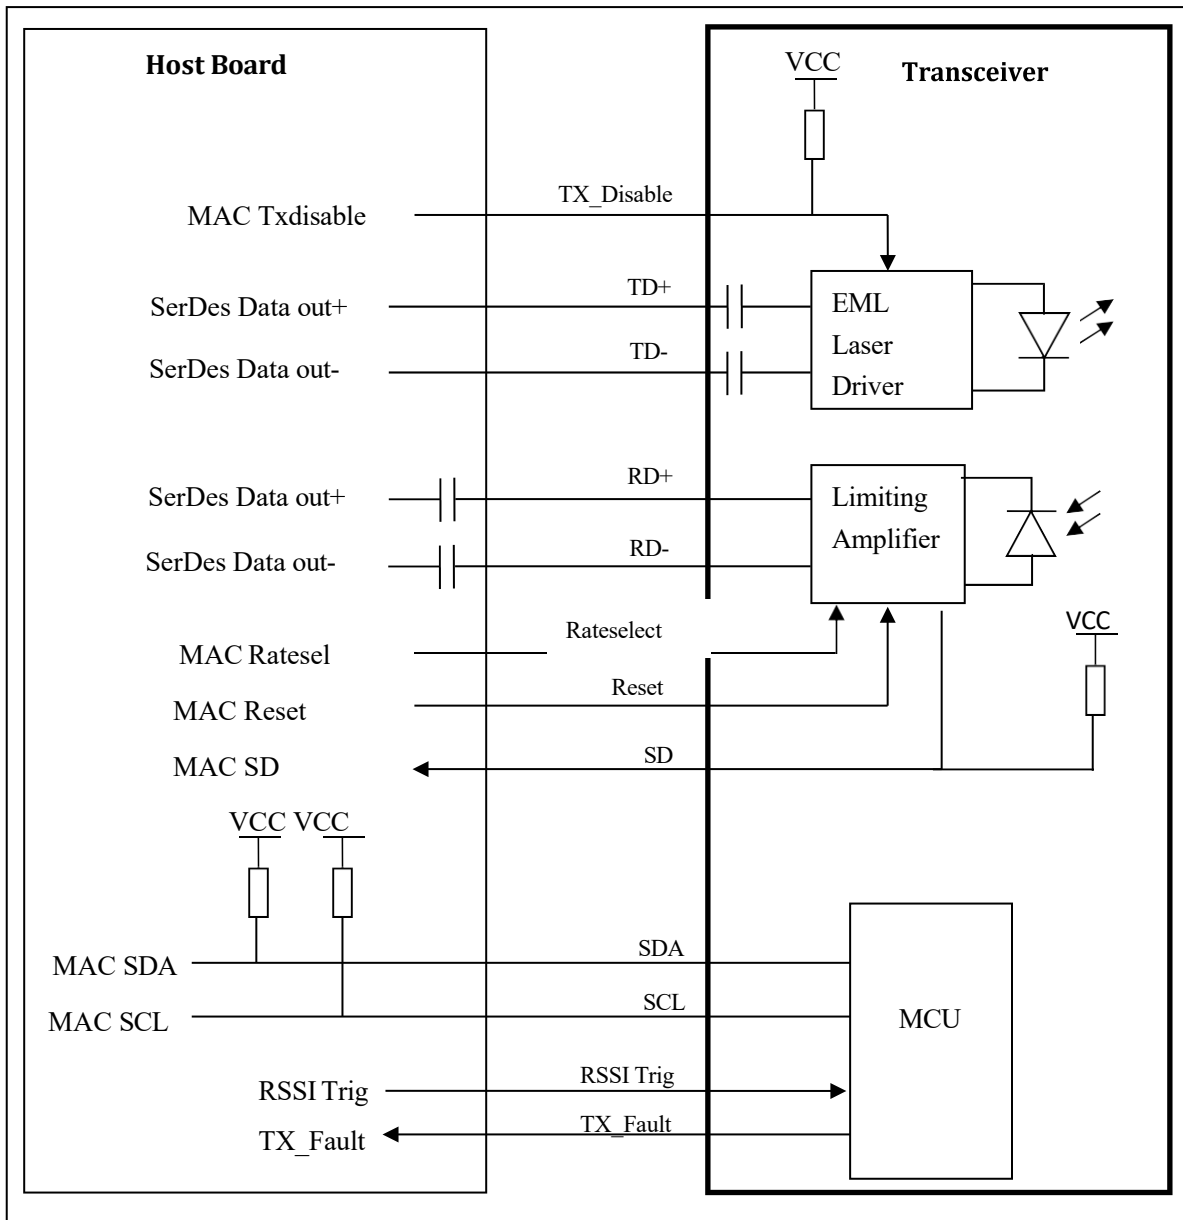 Host Board
Transceiver
VCC
MAC Txdisable
TX_Disable
SerDes Data out+
TD+
SerDes Data out-
TD-
EML
Laser
Driver
SerDes Data out+
RD+
SerDes Data out-
RD-
Limiting
Amplifier
MAC Ratesel
Rateselect
MAC Reset
Reset
MAC SD
SD
VCC
VCC VCC
MAC SDA
SDA
MAC SCL
SCL
MCU
RSSI Trig
RSSI Trig
TX_Fault
TX_Fault